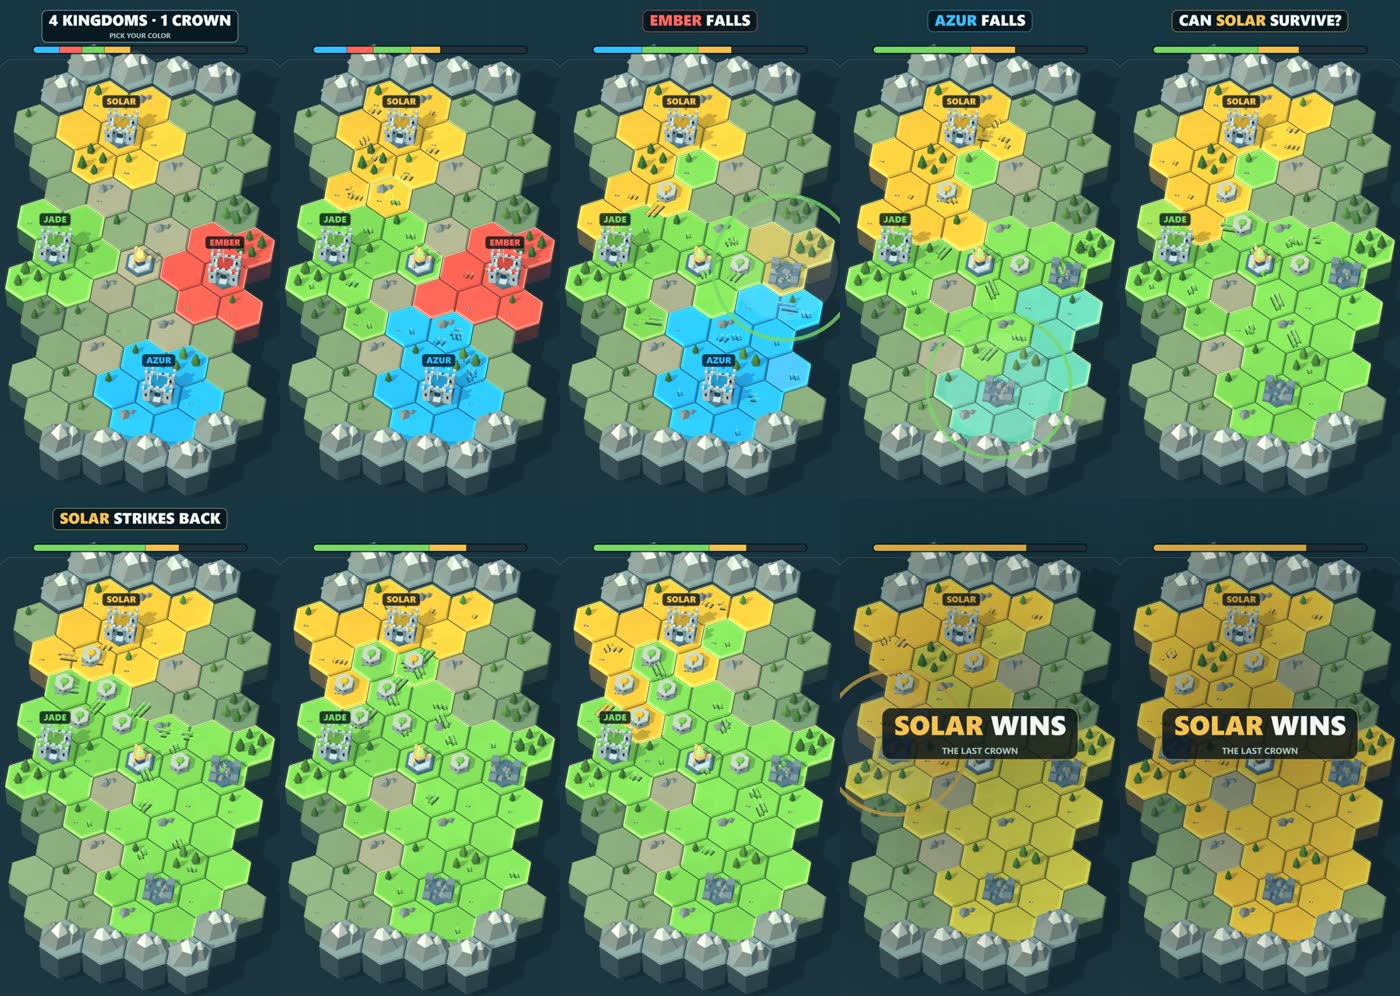 4 KINGDOMS · 1 CROWN
PICK YOUR COLOR
SOLAR
JADE
EMBER
AZUR
SOLAR
JADE
EMBER
AZUR
EMBER FALLS
SOLAR
JADE
AZUR
AZUR FALLS
SOLAR
JADE
CAN SOLAR SURVIVE?
SOLAR
JADE
SOLAR STRIKES BACK
SOLAR
JADE
SOLAR
JADE
SOLAR
JADE
SOLAR
SOLAR WINS
THE LAST CROWN
SOLAR
SOLAR WINS
THE LAST CROWN